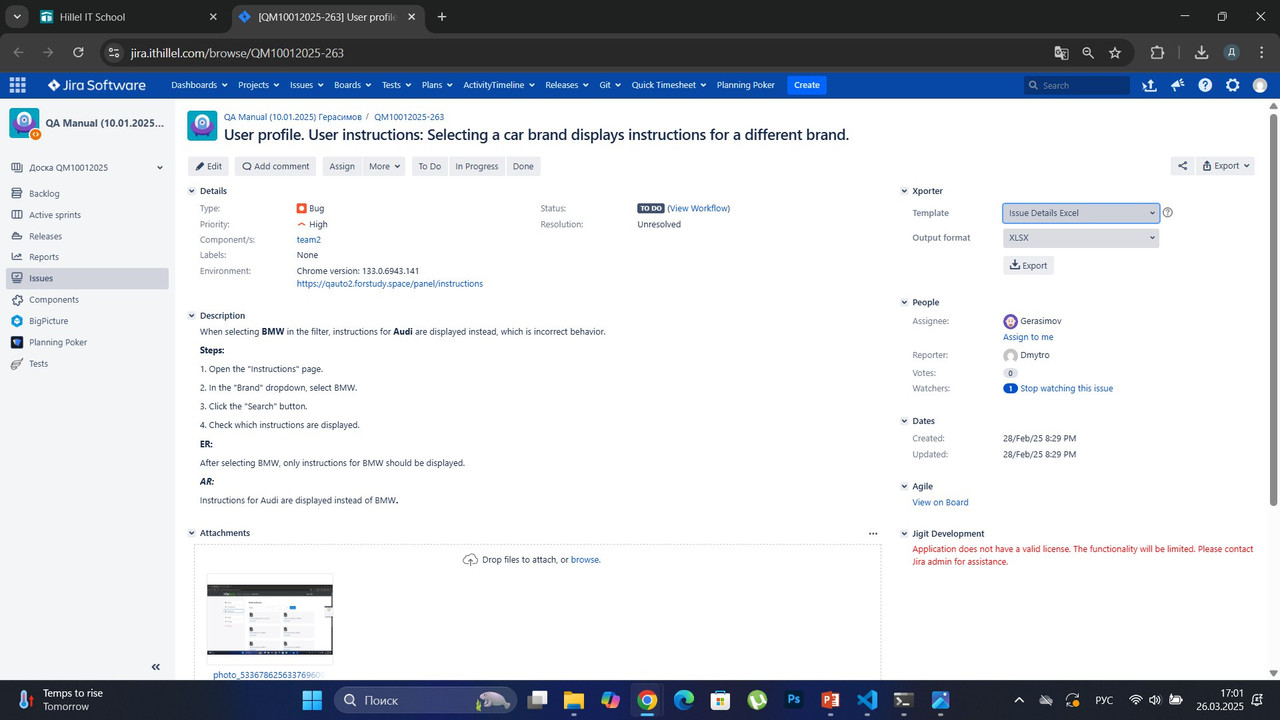 Hillel IT School
[QM10012025-263] User profile
jira.ithillel.com/browse/QM10012025-263
Jira Software
Dashboards Projects Issues Boards Tests Plans ActivityTimeline Releases Git Quick Timesheet Planning Poker Create Search
QA Manual (10.01.2025...
Доска QM10012025
Backlog
Active sprints
Releases
Reports
Issues
Components
BigPicture
Planning Poker
Tests
QA Manual (10.01.2025) Герасимов / QM10012025-263
User profile. User instructions: Selecting a car brand displays instructions for a different brand.
Edit Add comment Assign More To Do In Progress Done Export
Details
Type: Bug Status: TO DO (View Workflow)
Priority: High Resolution: Unresolved
Component/s: team2
Labels: None
Environment: Chrome version: 133.0.6943.141
https://qauto2.forstudy.space/panel/instructions
Description
When selecting BMW in the filter, instructions for Audi are displayed instead, which is incorrect behavior.
Steps:
1. Open the "Instructions" page.
2. In the "Brand" dropdown, select BMW.
3. Click the "Search" button.
4. Check which instructions are displayed.
ER:
After selecting BMW, only instructions for BMW should be displayed.
AR:
Instructions for Audi are displayed instead of BMW.
Attachments
Drop files to attach, or browse.
Xporter
Template Issue Details Excel
Output format XLSX
Export
People
Assignee: Gerasimov
Assign to me
Reporter: Dmytro
Votes: 0
Watchers: 1 Stop watching this issue
Dates
Created: 28/Feb/25 8:29 PM
Updated: 28/Feb/25 8:29 PM
Agile
View on Board
Jigit Development
Application does not have a valid license. The functionality will be limited. Please contact
Jira admin for assistance.
Temps to rise
Tomorrow
Поиск
РУС
17:01
26.03.2025